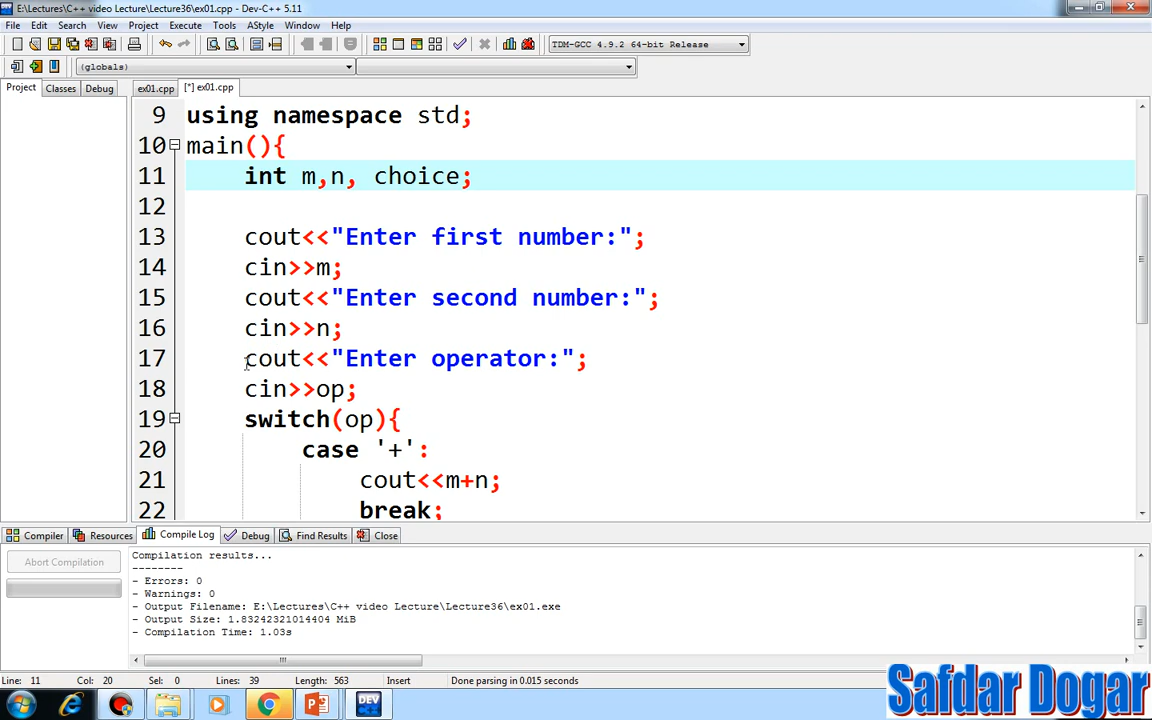 E:\Lectures\C++ video Lecture\Lecture36\ex01.cpp - Dev-C++ 5.11
File Edit Search View Project Execute Tools AStyle Window Help
TDM-GCC 4.9.2 64-bit Release
(globals)
Project Classes Debug ex01.cpp [*] ex01.cpp
9 using namespace std;
10 main(){
11 int m,n, choice;
12
13 cout<<"Enter first number:";
14 cin>>m;
15 cout<<"Enter second number:";
16 cin>>n;
17 cout<<"Enter operator:";
18 cin>>op;
19 switch(op){
20 case '+':
21 cout<<m+n;
22 break;
Compiler Resources Compile Log Debug Find Results Close
Abort Compilation
Compilation results...
--------
- Errors: 0
- Warnings: 0
- Output Filename: E:\Lectures\C++ video Lecture\Lecture36\ex01.exe
- Output Size: 1.83242321014404 MiB
- Compilation Time: 1.03s
Line: 11 Col: 20 Sel: 0 Lines: 39 Length: 563 Insert Done parsing in 0.015 seconds
Safdar Dogar
DEV